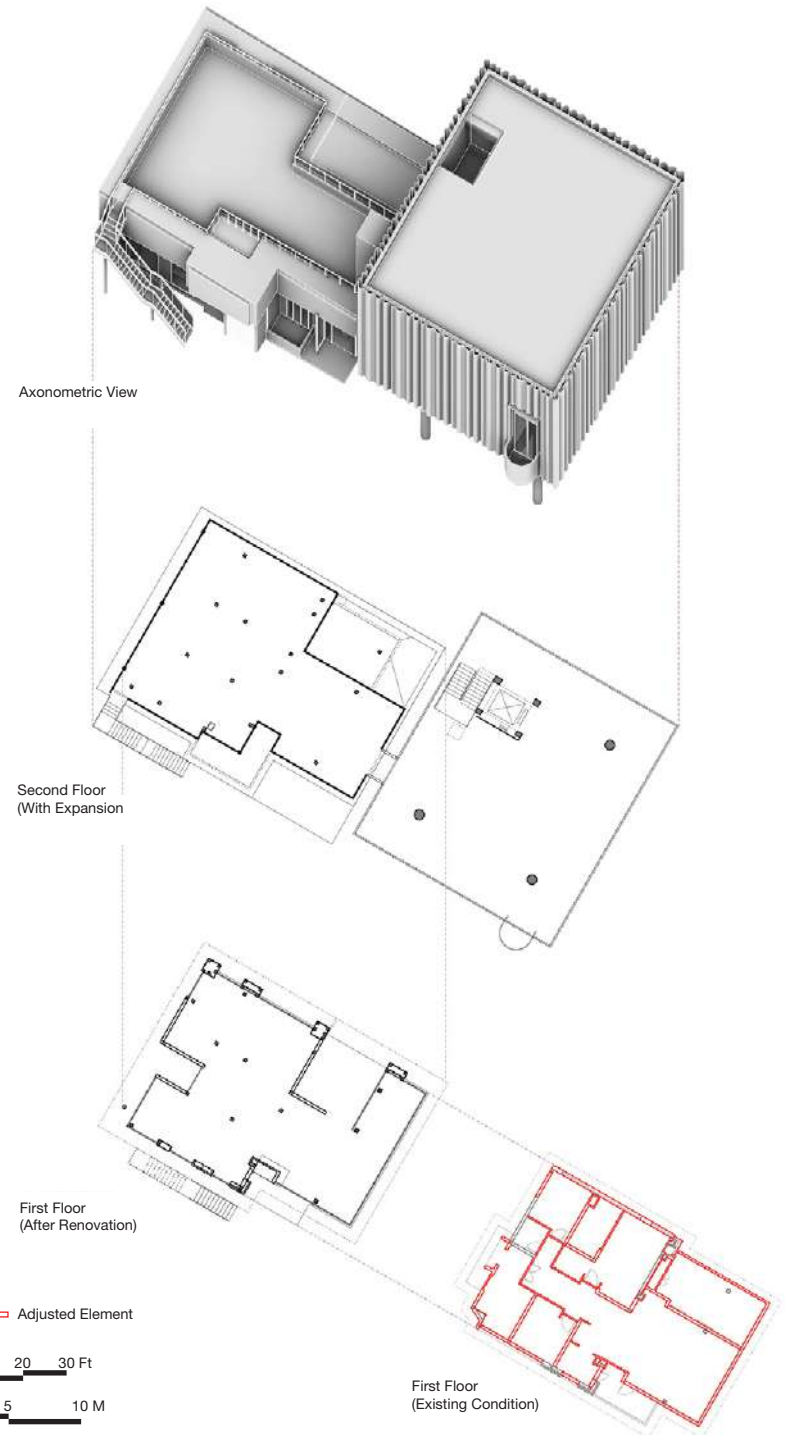 Axonometric View
Second Floor
(With Expansion
First Floor
(After Renovation)
Adjusted Element
20 30 Ft
5 10 M
First Floor
(Existing Condition)